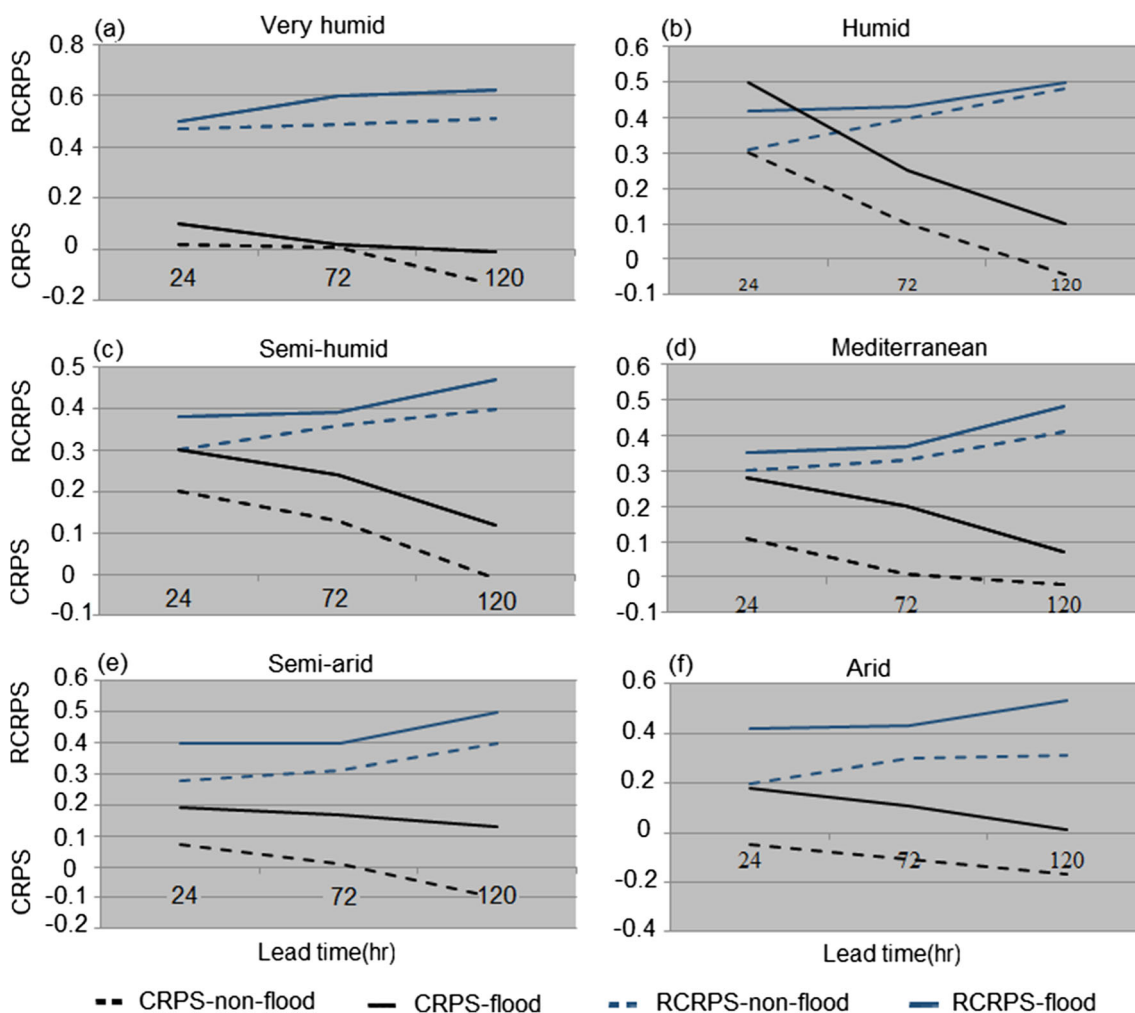 (a) Very humid
0.8
0.6
0.4
0.2
0
-0.2
RCRPS
CRPS
24 72 120
(b) Humid
0.6
0.5
0.4
0.3
0.2
0.1
0
-0.1
24 72 120
(c) Semi-humid
0.5
0.4
0.3
0.2
0.1
0
-0.1
RCRPS
CRPS
24 72 120
(d) Mediterranean
0.6
0.5
0.4
0.3
0.2
0.1
0
-0.1
24 72 120
(e) Semi-arid
0.6
0.5
0.4
0.3
0.2
0.1
0
-0.1
-0.2
RCRPS
CRPS
24 72 120
Lead time(hr)
(f) Arid
0.6
0.4
0.2
0
-0.2
-0.4
24 72 120
Lead time(hr)
CRPS-non-flood CRPS-flood RCRPS-non-flood RCRPS-flood